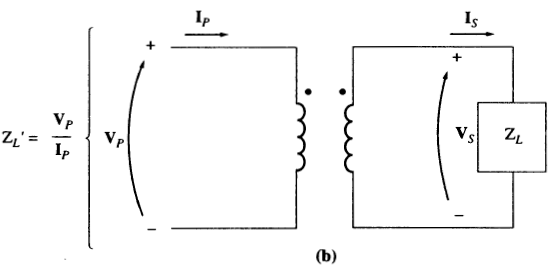 I_P
I_S
+
+
Z_L' = V_P / I_P
V_P
V_S
Z_L
−
−
(b)